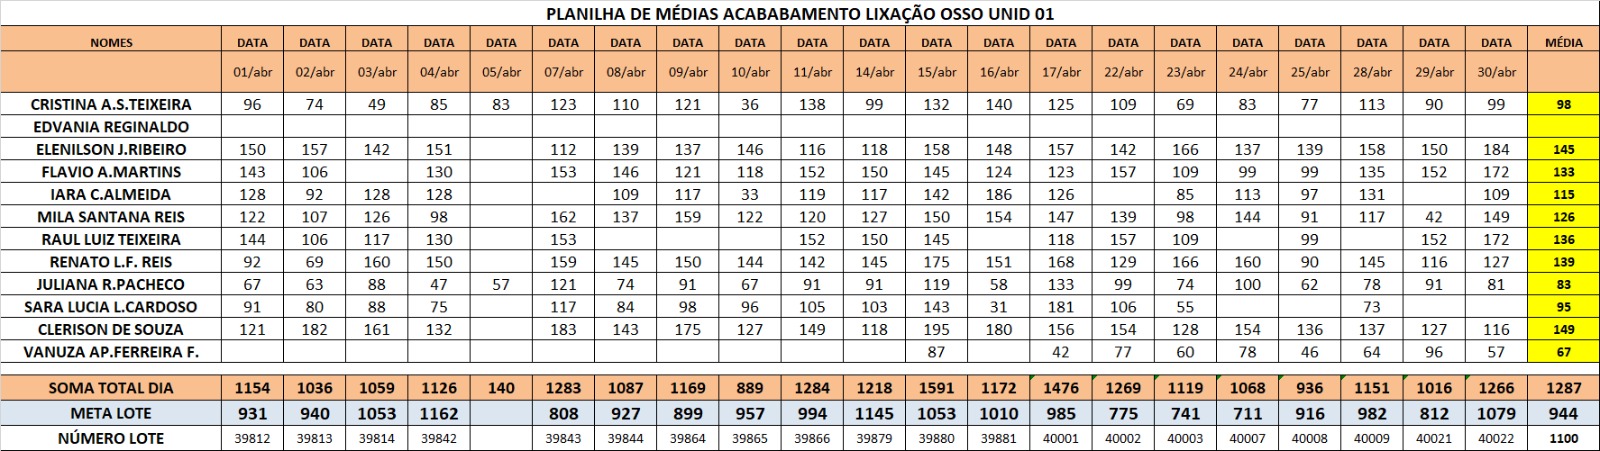 PLANILHA DE MÉDIAS ACABABAMENTO LIXAÇÃO OSSO UNID 01
NOMES DATA DATA DATA DATA DATA DATA DATA DATA DATA DATA DATA DATA DATA DATA DATA DATA DATA DATA DATA DATA DATA MÉDIA
01/abr 02/abr 03/abr 04/abr 05/abr 07/abr 08/abr 09/abr 10/abr 11/abr 14/abr 15/abr 16/abr 17/abr 22/abr 23/abr 24/abr 25/abr 28/abr 29/abr 30/abr
CRISTINA A.S.TEIXEIRA 96 74 49 85 83 123 110 121 36 138 99 132 140 125 109 69 83 77 113 90 99 98
EDVANIA REGINALDO
ELENILSON J.RIBEIRO 150 157 142 151 112 139 137 146 116 118 158 148 157 142 166 137 139 158 150 184 145
FLAVIO A.MARTINS 143 106 130 153 146 121 118 152 150 145 124 123 157 109 99 99 135 152 172 133
IARA C.ALMEIDA 128 92 128 128 109 117 33 119 117 142 186 126 85 113 97 131 109 115
MILA SANTANA REIS 122 107 126 98 162 137 159 122 120 127 150 154 147 139 98 144 91 117 42 149 126
RAUL LUIZ TEIXEIRA 144 106 117 130 153 152 150 145 118 157 109 99 152 172 136
RENATO L.F. REIS 92 69 160 150 159 145 150 144 142 145 175 151 168 129 166 160 90 145 116 127 139
JULIANA R.PACHECO 67 63 88 47 57 121 74 91 67 91 91 119 58 133 99 74 100 62 78 91 81 83
SARA LUCIA L.CARDOSO 91 80 88 75 117 84 98 96 105 103 143 31 181 106 55 73 95
CLERISON DE SOUZA 121 182 161 132 183 143 175 127 149 118 195 180 156 154 128 154 136 137 127 116 149
VANUZA AP.FERREIRA F. 87 42 77 60 78 46 64 96 57 67
SOMA TOTAL DIA 1154 1036 1059 1126 140 1283 1087 1169 889 1284 1218 1591 1172 1476 1269 1119 1068 936 1151 1016 1266 1287
META LOTE 931 940 1053 1162 808 927 899 957 994 1145 1053 1010 985 775 741 711 916 982 812 1079 944
NÚMERO LOTE 39812 39813 39814 39842 39843 39844 39864 39865 39866 39879 39880 39881 40001 40002 40003 40007 40008 40009 40021 40022 1100